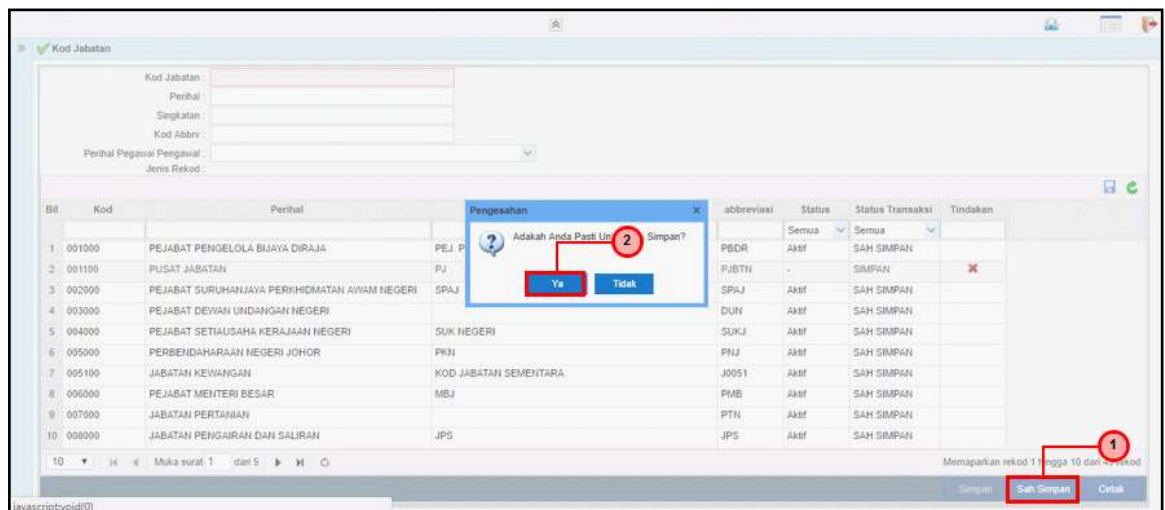 Kod Jabatan
Kod Jabatan :
Perihal :
Singkatan :
Kod Abbrv :
Perihal Pegawai Pengawal :
Jenis Rekod :
Bil Kod Perihal abbreviasi Status Status Transaksi Tindakan
Semua Semua
Pengesahan x
Adakah Anda Pasti Simpan?
2
Ya Tidak
1 001000 PEJABAT PENGELOLA BIJAYA DIRAJA PEJ. P PBDR Aktif SAH SIMPAN
2 001100 PUSAT JABATAN PJ PJBTN - SIMPAN
3 002000 PEJABAT SURUHANJAYA PERKHIDMATAN AWAM NEGERI SPAJ SPAJ Aktif SAH SIMPAN
4 003000 PEJABAT DEWAN UNDANGAN NEGERI DUN Aktif SAH SIMPAN
5 004000 PEJABAT SETIAUSAHA KERAJAAN NEGERI SUK NEGERI SUKJ Aktif SAH SIMPAN
6 005000 PERBENDAHARAAN NEGERI JOHOR PKN PNJ Aktif SAH SIMPAN
7 005100 JABATAN KEWANGAN KOD JABATAN SEMENTARA J0051 Aktif SAH SIMPAN
8 006000 PEJABAT MENTERI BESAR MBJ PMB Aktif SAH SIMPAN
9 007000 JABATAN PERTANIAN PTN Aktif SAH SIMPAN
10 008000 JABATAN PENGAIRAN DAN SALIRAN JPS JPS Aktif SAH SIMPAN
1
10 Muka surat 1 dari 5 Memaparkan rekod 1 hingga 10 dari rekod
Simpan Sah Simpan Cetak
javascript:void(0)